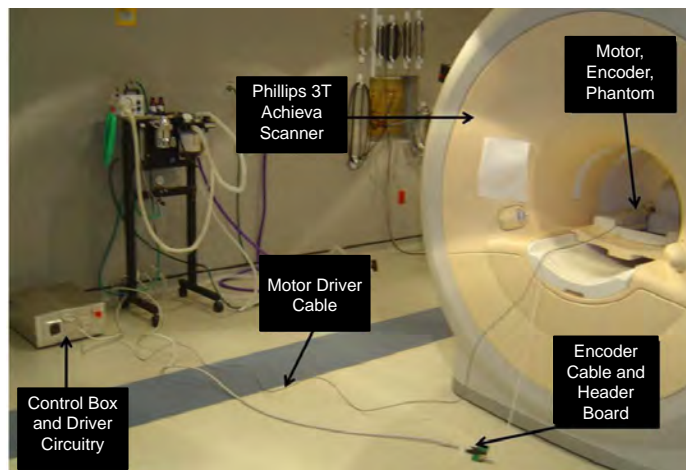 Phillips 3T
Achieva
Scanner
Motor,
Encoder,
Phantom
Motor Driver
Cable
Control Box
and Driver
Circuitry
Encoder
Cable and
Header
Board